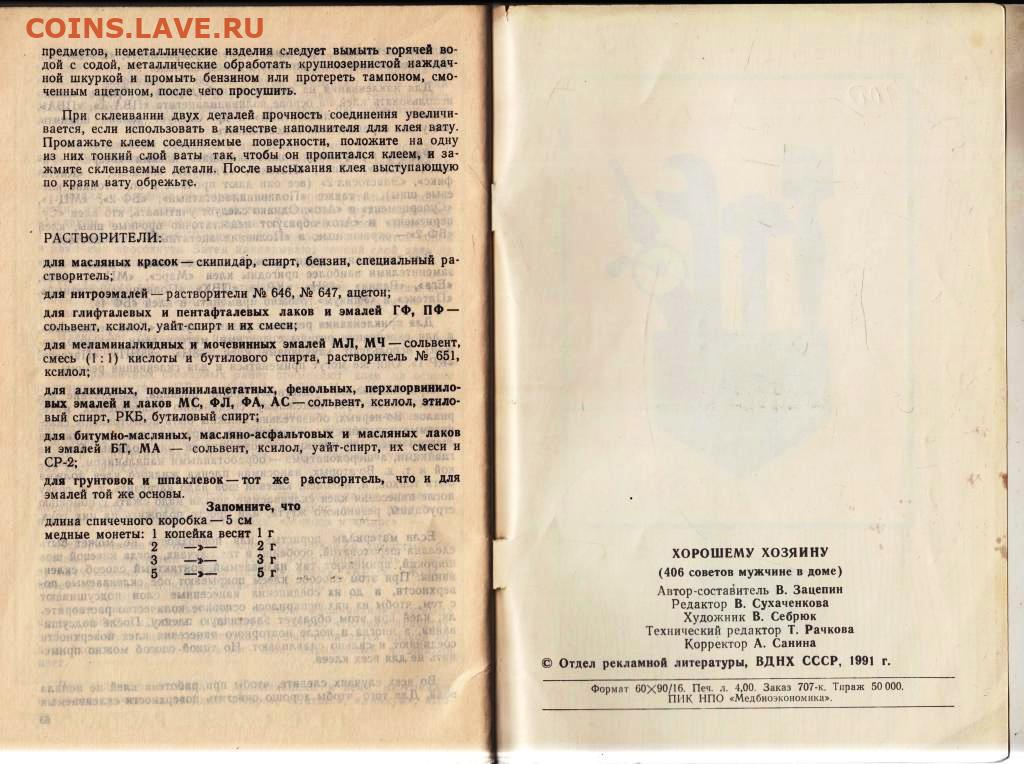 COINS.LAVE.RU
предметов, неметаллические изделия следует вымыть горячей во-
дой с содой, металлические обработать крупнозернистой наждач-
ной шкуркой и промыть бензином или протереть тампоном, смо-
ченным ацетоном, после чего просушить.
При склеивании двух деталей прочность соединения увеличи-
вается, если использовать в качестве наполнителя для клея вату.
Промажьте клеем соединяемые поверхности, положите на одну
из них тонкий слой ваты так, чтобы он пропитался клеем, и за-
жмите склеиваемые детали. После высыхания клея выступающую
по краям вату обрежьте.
РАСТВОРИТЕЛИ:
для масляных красок — скипидар, спирт, бензин, специальный ра-
створитель;
для нитроэмалей — растворители № 646, № 647, ацетон;
для глифталевых и пентафталевых лаков и эмалей ГФ, ПФ —
сольвент, ксилол, уайт-спирт и их смеси;
для меламиналкидных и мочевинных эмалей МЛ, МЧ — сольвент,
смесь (1 : 1) кислоты и бутилового спирта, растворитель № 651,
ксилол;
для алкидных, поливинилацетатных, фенольных, перхлорвинило-
вых эмалей и лаков МС, ФЛ, ФА, АС — сольвент, ксилол, этило-
вый спирт, РКБ, бутиловый спирт;
для битумно-масляных, масляно-асфальтовых и масляных лаков
и эмалей БТ, МА — сольвент, ксилол, уайт-спирт, их смеси и
СР-2;
для грунтовок и шпаклевок — тот же растворитель, что и для
эмалей той же основы.
Запомните, что
длина спичечного коробка — 5 см
медные монеты: 1 копейка весит 1 г
2 —»— 2 г
3 —»— 3 г
5 —»— 5 г
ХОРОШЕМУ ХОЗЯИНУ
(406 советов мужчине в доме)
Автор-составитель В. Зацепин
Редактор В. Сухаченкова
Художник В. Себрюк
Технический редактор Т. Рачкова
Корректор А. Санина
© Отдел рекламной литературы, ВДНХ СССР, 1991 г.
Формат 60×90/16. Печ. л. 4,00. Заказ 707-к. Тираж 50 000.
ПИК НПО «Медбиоэкономика».